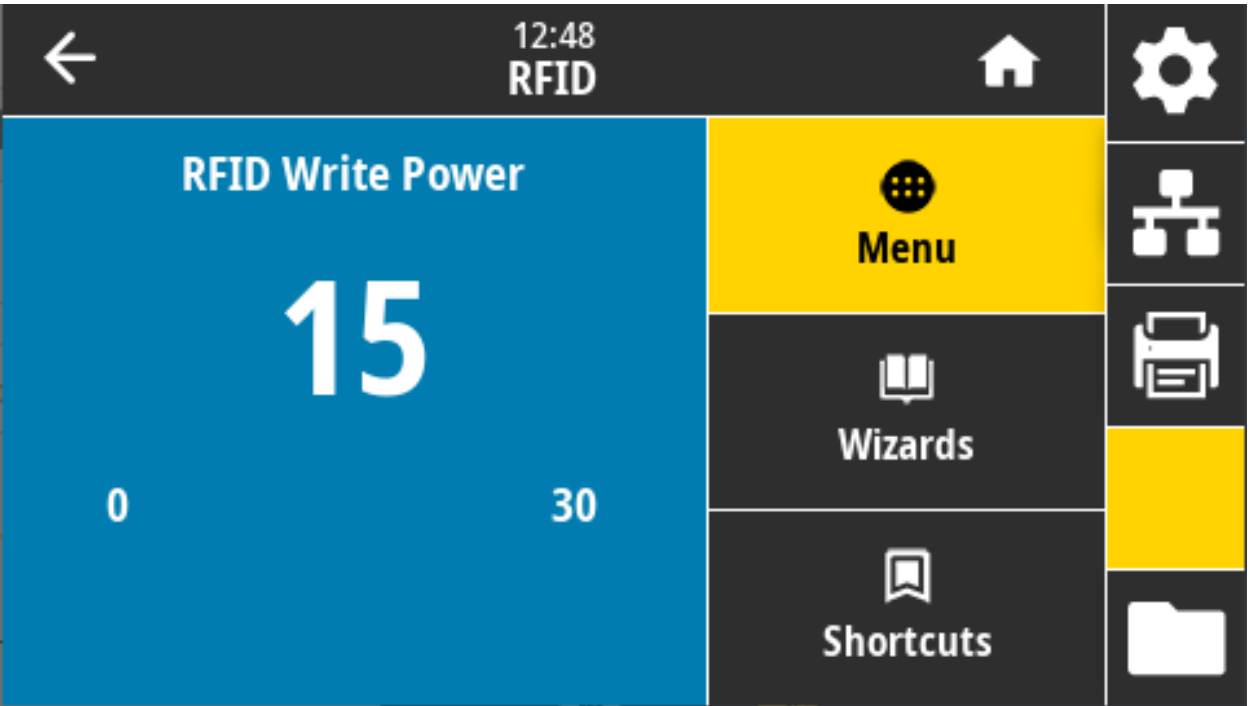 12:48
RFID
RFID Write Power
15
0 30
Menu
Wizards
Shortcuts